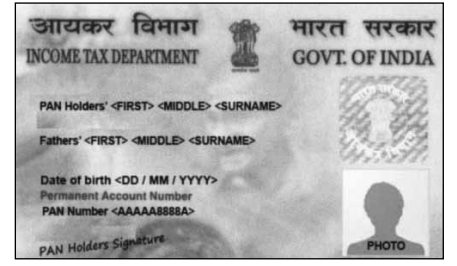 आयकर विभाग
भारत सरकार
INCOME TAX DEPARTMENT
GOVT. OF INDIA
PAN Holders' <FIRST> <MIDDLE> <SURNAME>
Fathers' <FIRST> <MIDDLE> <SURNAME>
Date of birth <DD / MM / YYYY>
Permanent Account Number
PAN Number <AAAAA8888A>
PAN Holders Signature
PHOTO